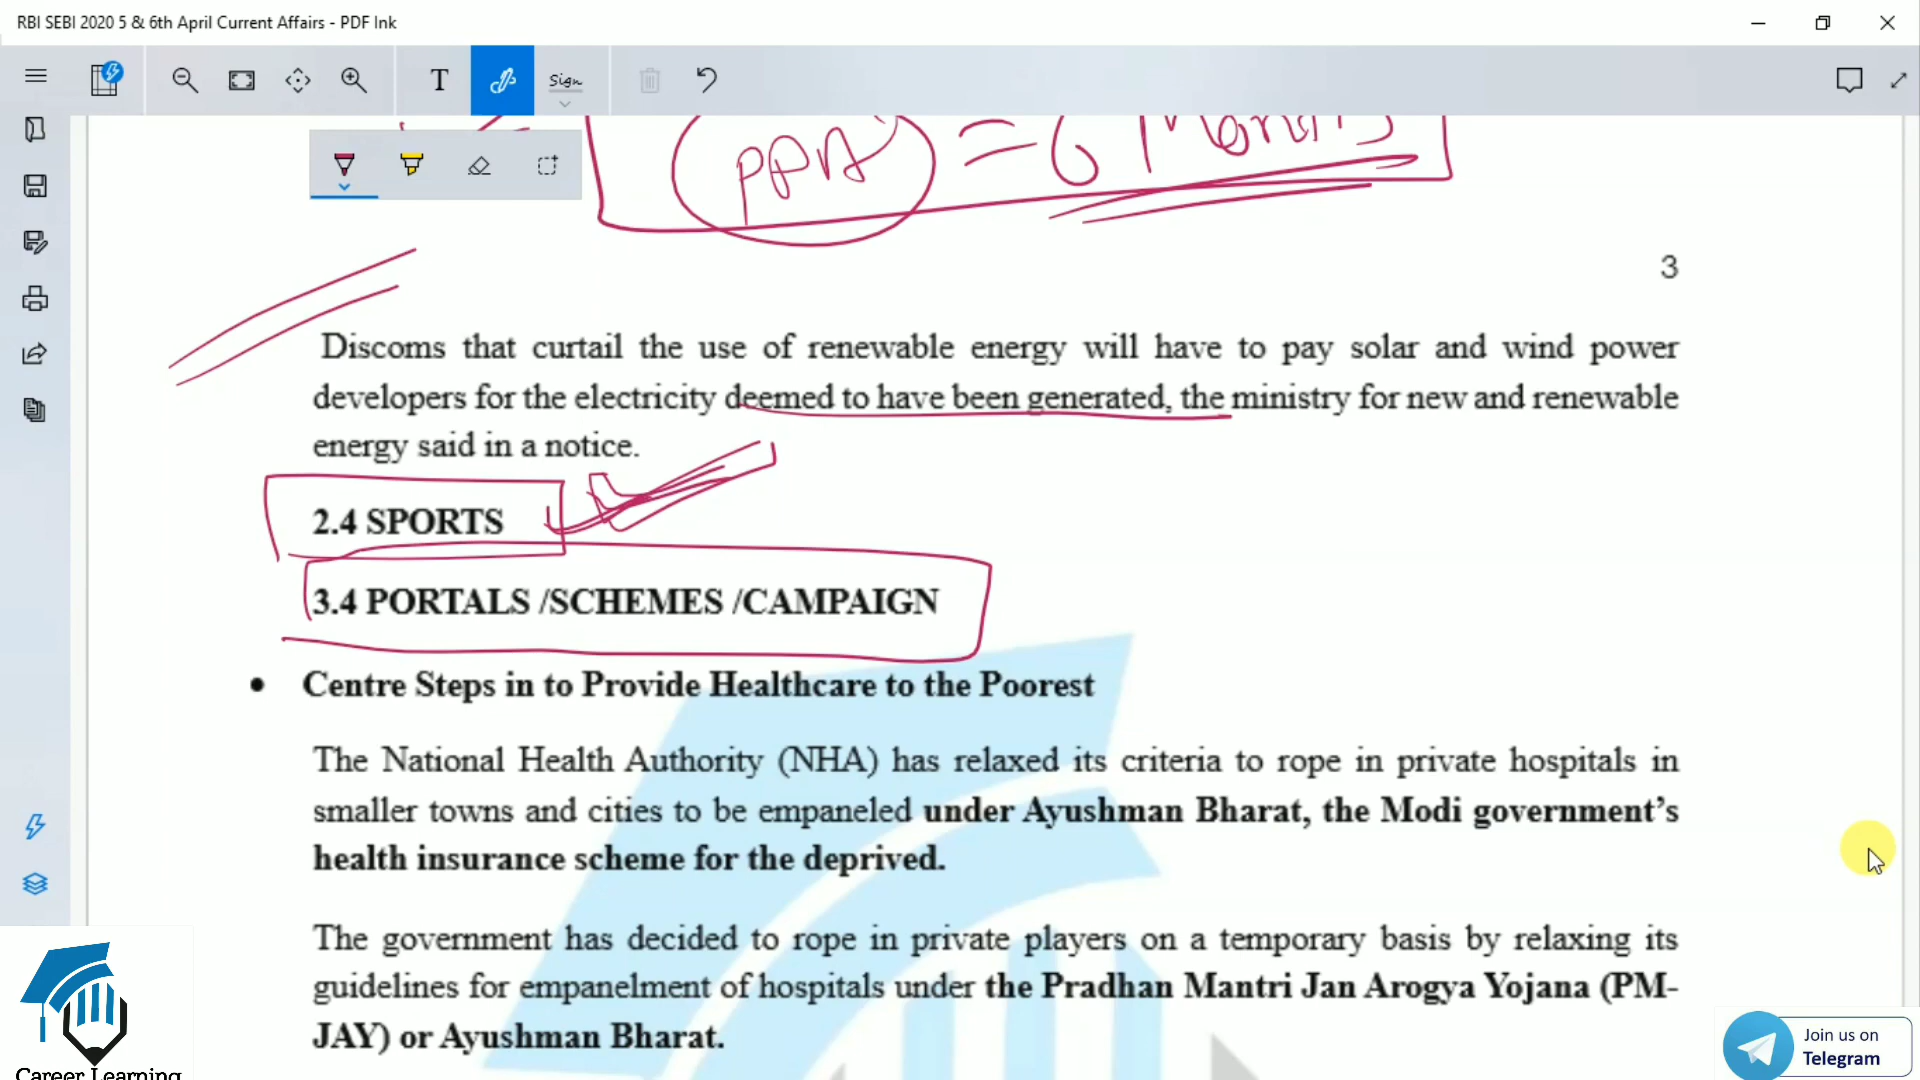 RBI SEBI 2020 5 & 6th April Current Affairs - PDF Ink
T
Sign
PPA = 6 Months
3
Discoms that curtail the use of renewable energy will have to pay solar and wind power
developers for the electricity deemed to have been generated, the ministry for new and renewable
energy said in a notice.
2.4 SPORTS
3.4 PORTALS /SCHEMES /CAMPAIGN
• Centre Steps in to Provide Healthcare to the Poorest
The National Health Authority (NHA) has relaxed its criteria to rope in private hospitals in
smaller towns and cities to be empaneled under Ayushman Bharat, the Modi government’s
health insurance scheme for the deprived.
The government has decided to rope in private players on a temporary basis by relaxing its
guidelines for empanelment of hospitals under the Pradhan Mantri Jan Arogya Yojana (PM-
JAY) or Ayushman Bharat.
Career Learning
Join us on
Telegram